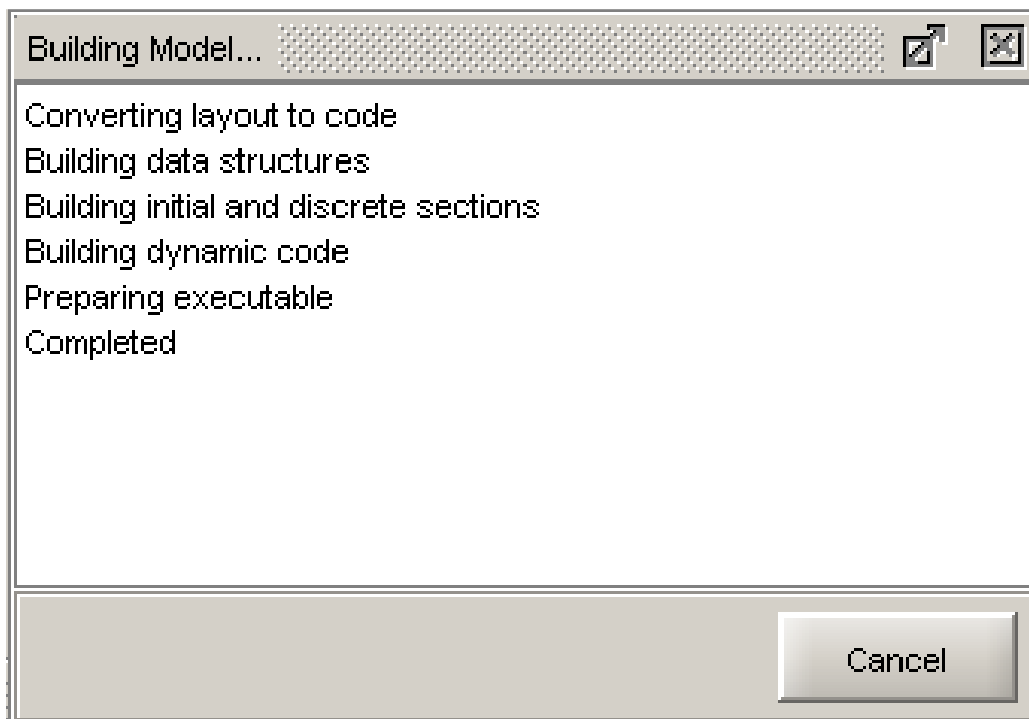 Building Model...
Converting layout to code
Building data structures
Building initial and discrete sections
Building dynamic code
Preparing executable
Completed
Cancel